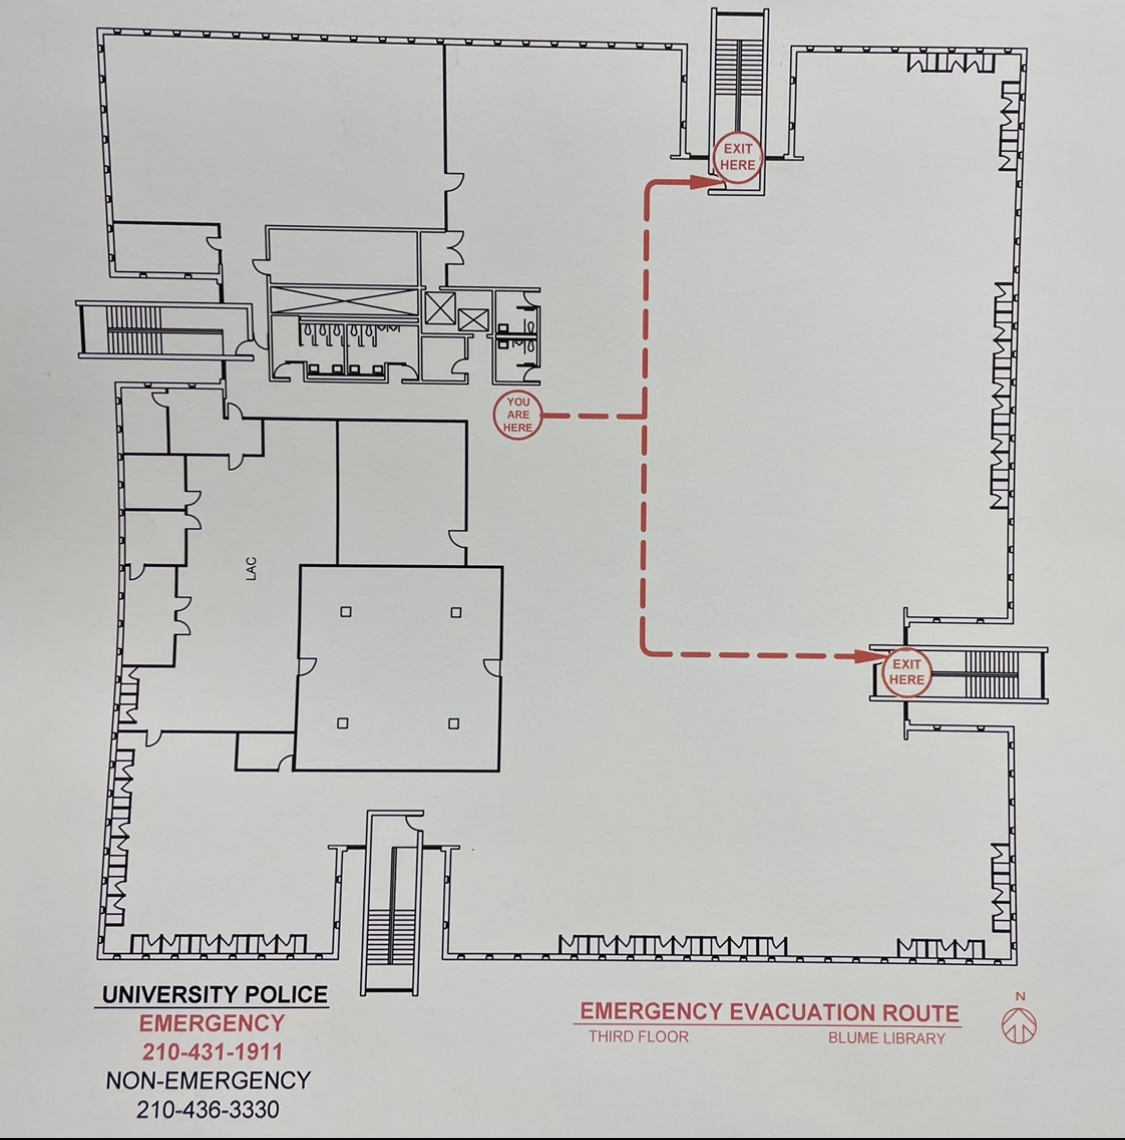 EXIT
HERE
YOU
ARE
HERE
LAC
EXIT
HERE
UNIVERSITY POLICE
EMERGENCY
210-431-1911
NON-EMERGENCY
210-436-3330
EMERGENCY EVACUATION ROUTE
THIRD FLOOR BLUME LIBRARY
N